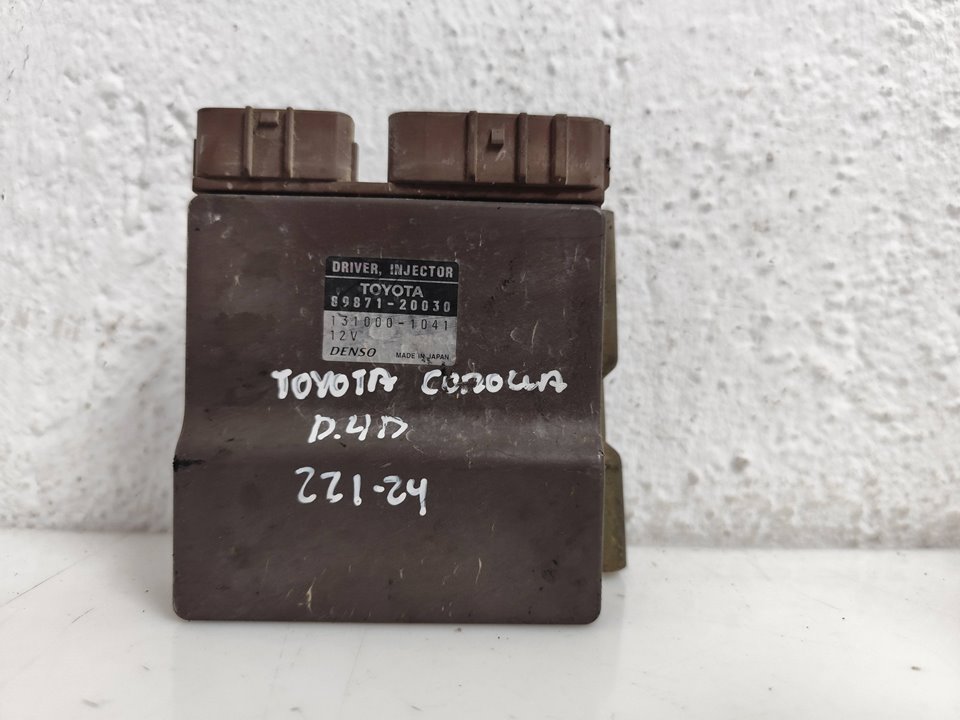 DRIVER, INJECTOR
TOYOTA
89871-20030
131000-1041
12V
DENSO MADE IN JAPAN
TOYOTA COROLLA
D.4D
221-24